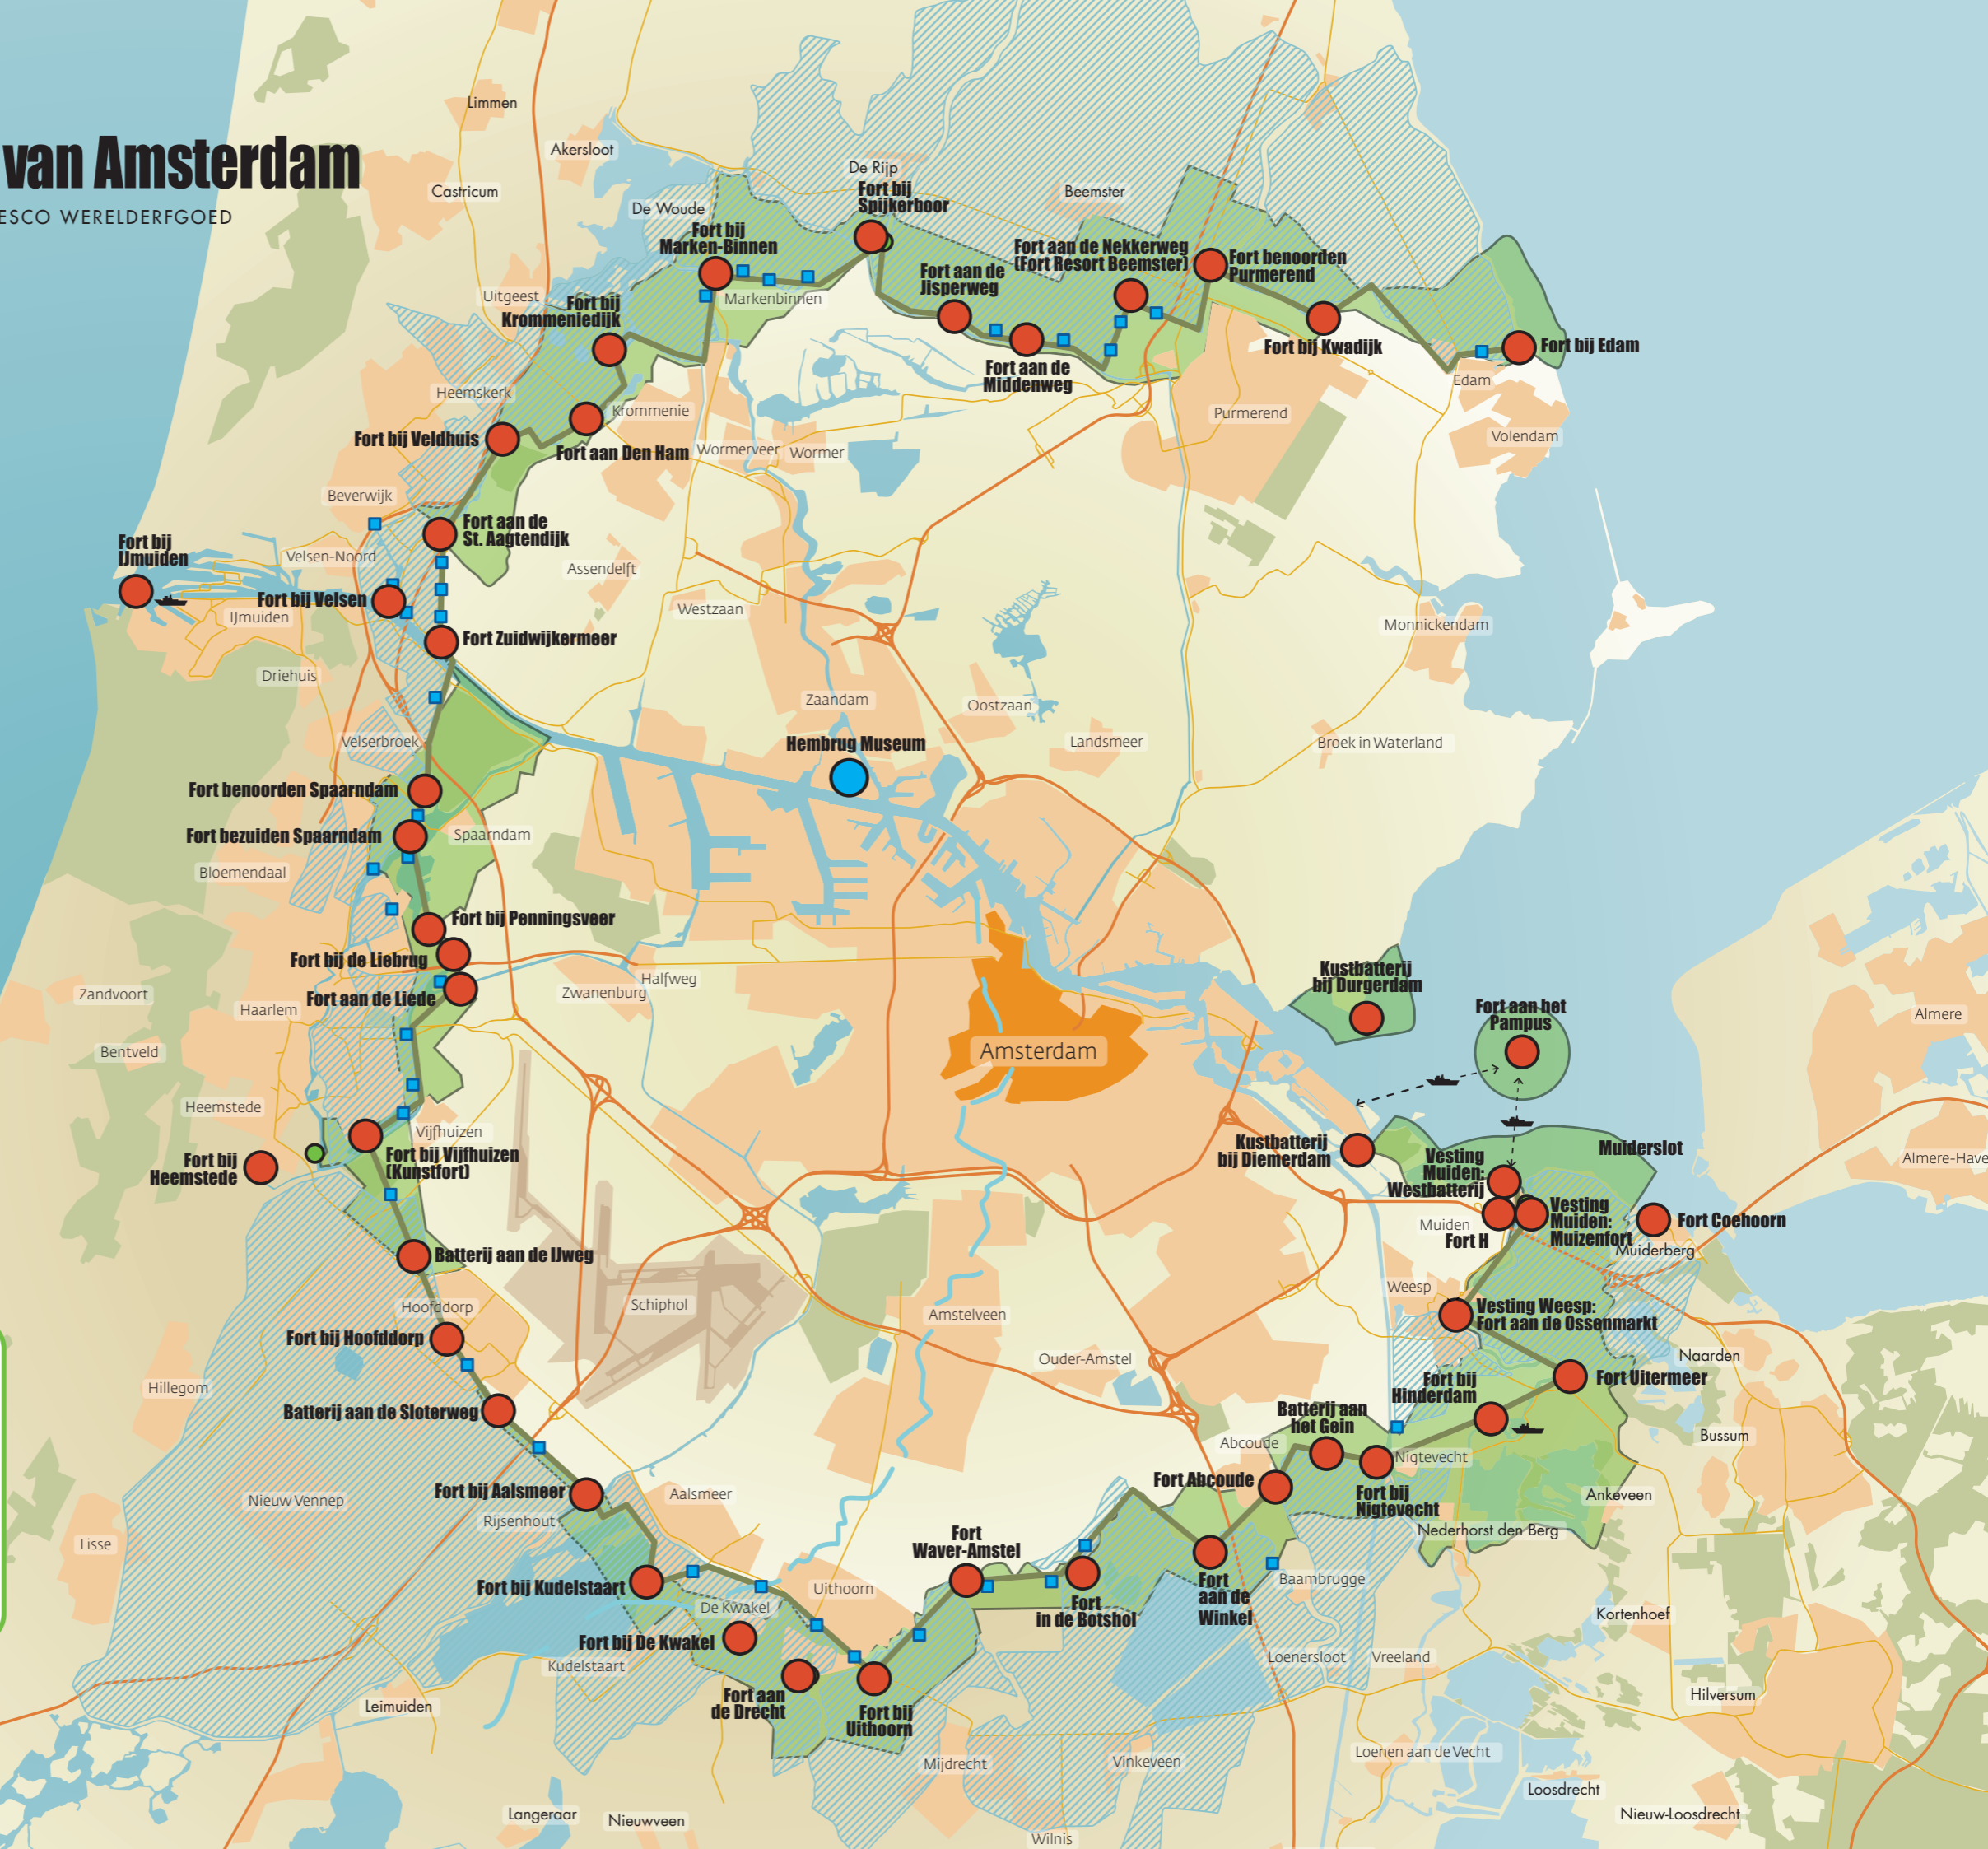 van Amsterdam
ESCO WERELDERFGOED
Limmen
Akersloot
Castricum
De Rijp
Fort bij
Spijkerboor
Beemster
De Woude
Fort bij
Marken-Binnen
Fort aan de Nekkerweg
(Fort Resort Beemster)
Fort benoorden
Purmerend
Fort aan de
Jisperweg
Uitgeest
Markenbinnen
Fort bij
Krommeniedijk
Fort bij Kwadijk
Fort bij Edam
Fort aan de
Middenweg
Edam
Heemskerk
Krommenie
Purmerend
Volendam
Fort bij Veldhuis
Fort aan Den Ham
Wormerveer
Wormer
Beverwijk
Fort aan de
St. Aagtendijk
Fort bij
IJmuiden
Velsen-Noord
Assendelft
Fort bij Velsen
IJmuiden
Westzaan
Monnickendam
Fort Zuidwijkermeer
Driehuis
Zaandam
Oostzaan
Velserbroek
Hembrug Museum
Landsmeer
Broek in Waterland
Fort benoorden Spaarndam
Fort bezuiden Spaarndam
Spaarndam
Bloemendaal
Fort bij Penningsveer
Fort bij de Liebrug
Kustbatterij
bij Durgerdam
Halfweg
Zwanenburg
Zandvoort
Fort aan de Liede
Haarlem
Fort aan het
Pampus
Almere
Bentveld
Amsterdam
Heemstede
Vijfhuizen
Kustbatterij
bij Diemerdam
Muiderslot
Fort bij Vijfhuizen
(Kunstfort)
Fort bij
Heemstede
Vesting
Muiden:
Westbatterij
Almere-Have
Vesting
Muiden:
Muizenfort
Muiden
Fort H
Fort Coehoorn
Muiderberg
Batterij aan de IJweg
Weesp
Hoofddorp
Schiphol
Amstelveen
Vesting Weesp:
Fort aan de Ossenmarkt
Fort bij Hoofddorp
Ouder-Amstel
Naarden
Hillegom
Fort bij
Hinderdam
Fort Uitermeer
Batterij aan de Sloterweg
Batterij aan
het Gein
Abcoude
Bussum
Nigtevecht
Fort bij Aalsmeer
Aalsmeer
Fort Abcoude
Nieuw Vennep
Fort bij
Nigtevecht
Ankeveen
Rijsenhout
Nederhorst den Berg
Lisse
Fort
Waver-Amstel
Fort bij Kudelstaart
Uithoorn
Fort
aan de
Winkel
Baambrugge
De Kwakel
Fort
in de Botshol
Kortenhoef
Fort bij De Kwakel
Kudelstaart
Loenersloot
Vreeland
Fort aan
de Drecht
Hilversum
Leimuiden
Fort bij
Uithoorn
Mijdrecht
Vinkeveen
Loenen aan de Vecht
Loosdrecht
Langeraar
Nieuwveen
Nieuw-Loosdrecht
Wilnis